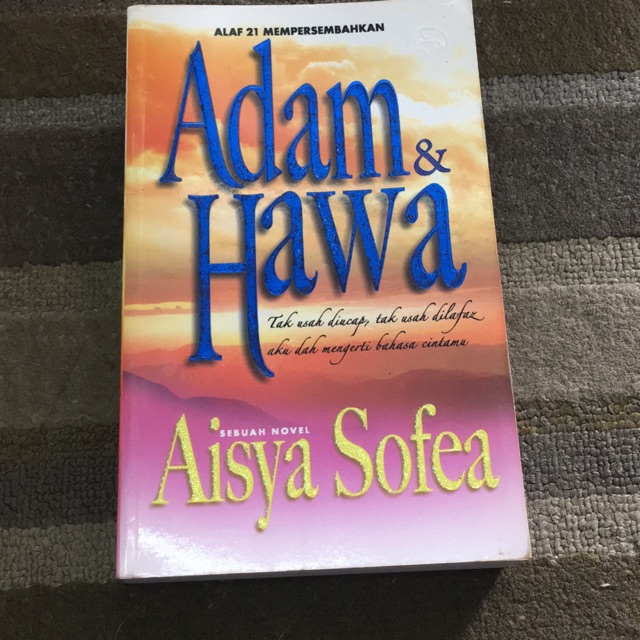 ALAF 21 MEMPERSEMBAHKAN
Adam &
Hawa
Tak usah diucap, tak usah dilafaz
aku dah mengerti bahasa cintamu
SEBUAH NOVEL
Aisya Sofea